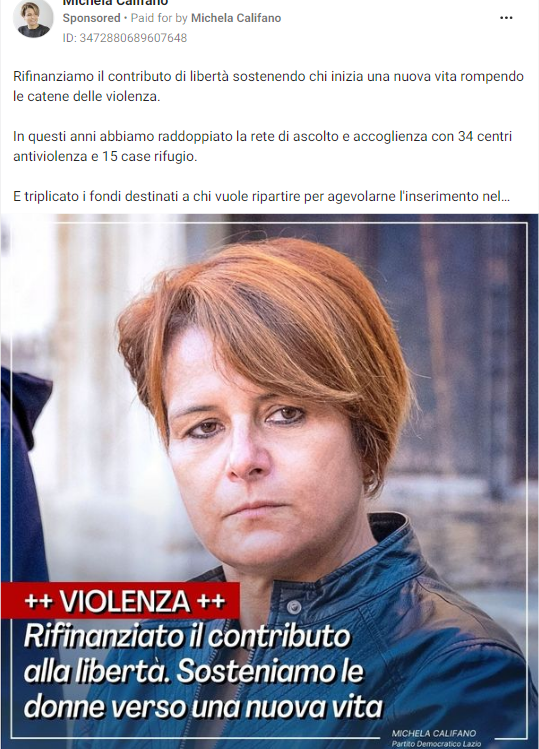 Michela Califano
Sponsored • Paid for by Michela Califano
ID: 3472880689607648
Rifinanziamo il contributo di libertà sostenendo chi inizia una nuova vita rompendo
le catene delle violenza.
In questi anni abbiamo raddoppiato la rete di ascolto e accoglienza con 34 centri
antiviolenza e 15 case rifugio.
E triplicato i fondi destinati a chi vuole ripartire per agevolarne l'inserimento nel...
++ VIOLENZA ++
Rifinanziato il contributo
alla libertà. Sosteniamo le
donne verso una nuova vita
MICHELA CALIFANO
Partito Democratico Lazio